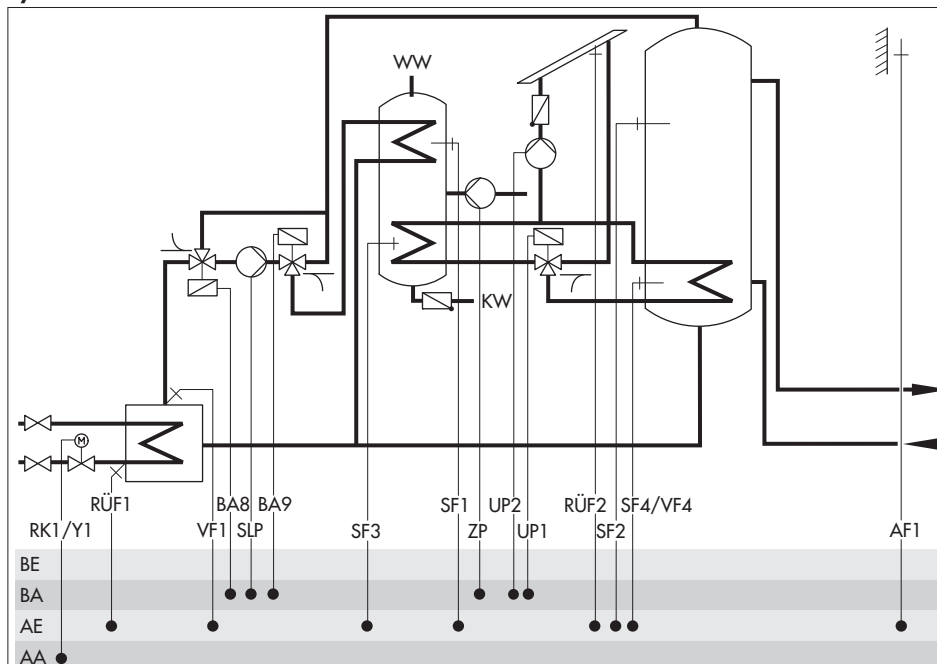 WW
KW
M
RÜF1 BA8 BA9 SF1 UP2 RÜF2 SF4/VF4
RK1/Y1 VF1 SLP SF3 ZP UP1 SF2 AF1
BE
BA
AE
AA